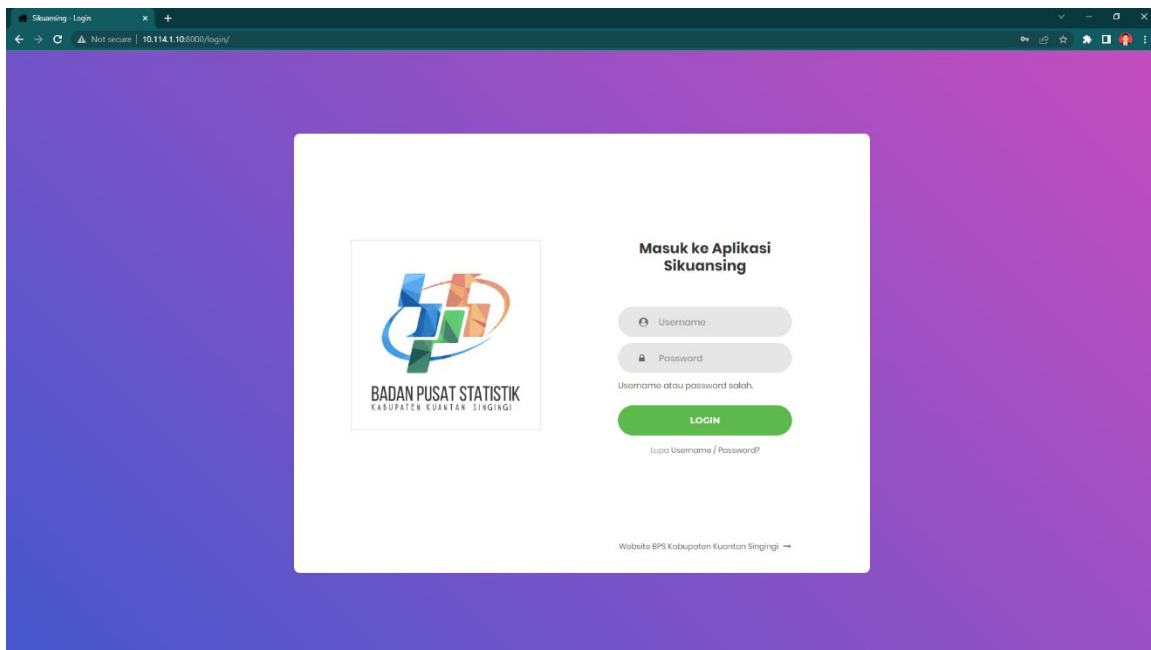 Sikuansing - Login
Not secure | 10.114.1.10:8000/login/
Masuk ke Aplikasi
Sikuansing
Username
Password
Username atau password salah.
LOGIN
Lupa Username / Password?
BADAN PUSAT STATISTIK
KABUPATEN KUANTAN SINGINGI
Website BPS Kabupaten Kuantan Singingi →